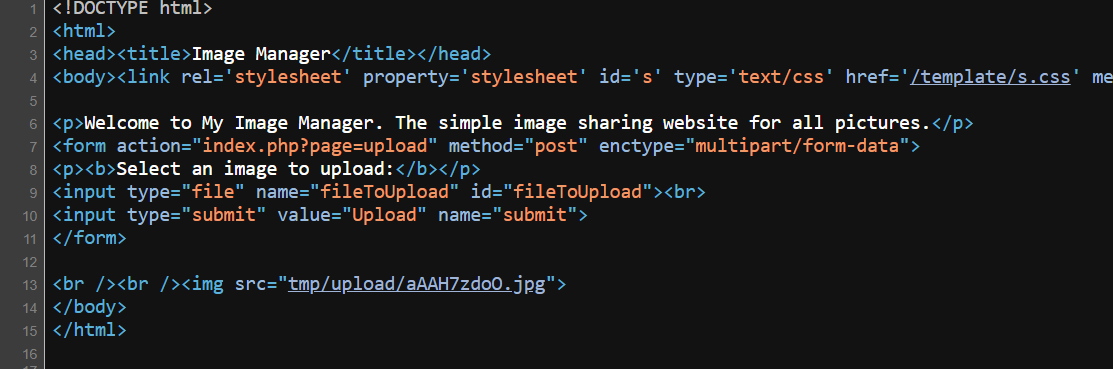 1 <!DOCTYPE html>
2 <html>
3 <head><title>Image Manager</title></head>
4 <body><link rel='stylesheet' property='stylesheet' id='s' type='text/css' href='/template/s.css' me
5
6 <p>Welcome to My Image Manager. The simple image sharing website for all pictures.</p>
7 <form action="index.php?page=upload" method="post" enctype="multipart/form-data">
8 <p><b>Select an image to upload:</b></p>
9 <input type="file" name="fileToUpload" id="fileToUpload"><br>
10 <input type="submit" value="Upload" name="submit">
11 </form>
12
13 <br /><br /><img src="tmp/upload/aAAH7zdoO.jpg">
14 </body>
15 </html>
16